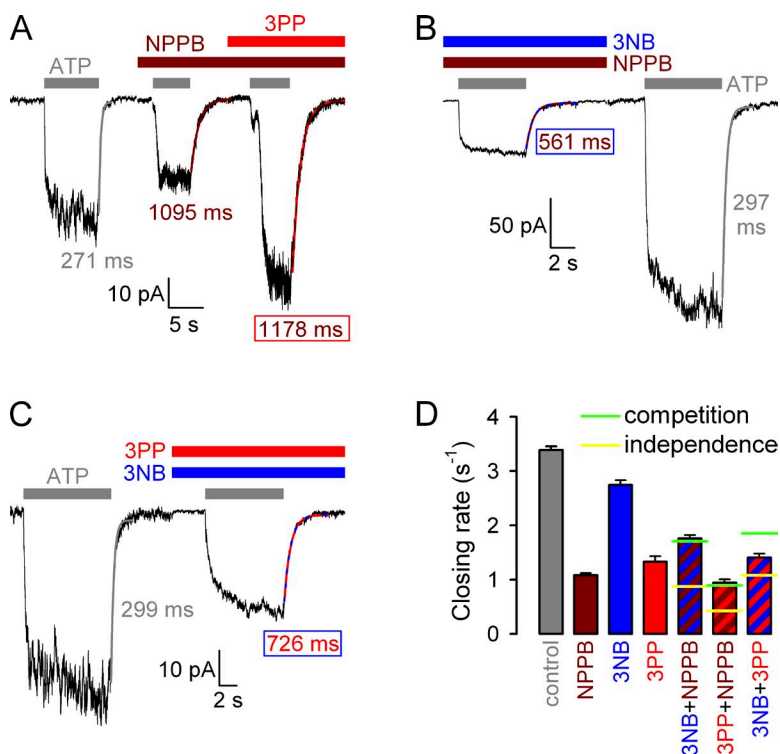 A
3PP
NPPB
ATP
271 ms
1095 ms
1178 ms
10 pA
5 s
B
3NB
NPPB
ATP
561 ms
297
ms
50 pA
2 s
C
3PP
3NB
ATP
299 ms
726 ms
10 pA
2 s
D
competition
independence
Closing rate (s⁻¹)
4
3
2
1
0
control
NPPB
3NB
3PP
3NB+NPPB
3PP+NPPB
3NB+3PP